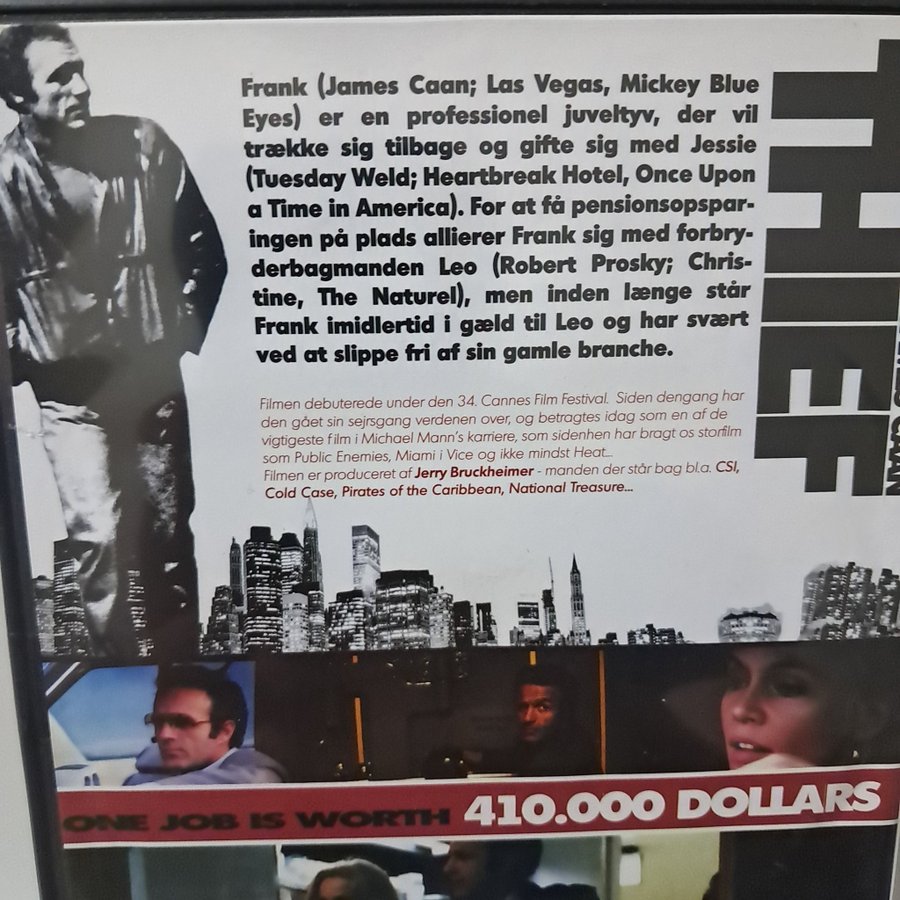 Frank (James Caan; Las Vegas, Mickey Blue
Eyes) er en professionel juveltyv, der vil
trække sig tilbage og gifte sig med Jessie
(Tuesday Weld; Heartbreak Hotel, Once Upon
a Time in America). For at få pensionsopspar-
ingen på plads allierer Frank sig med forbry-
derbagmanden Leo (Robert Prosky; Chris-
tine, The Naturel), men inden længe står
Frank imidlertid i gæld til Leo og har svært
ved at slippe fri af sin gamle branche.
Filmen debuterede under den 34. Cannes Film Festival. Siden dengang har
den gået sin sejrsgang verdenen over, og betragtes idag som en af de
vigtigeste film i Michael Mann's karriere, som sidenhen har bragt os storfilm
som Public Enemies, Miami i Vice og ikke mindst Heat...
Filmen er produceret af Jerry Bruckheimer - manden der står bag bl.a. CSI,
Cold Case, Pirates of the Caribbean, National Treasure...
THIEF
CAAN
ONE JOB IS WORTH 410.000 DOLLARS